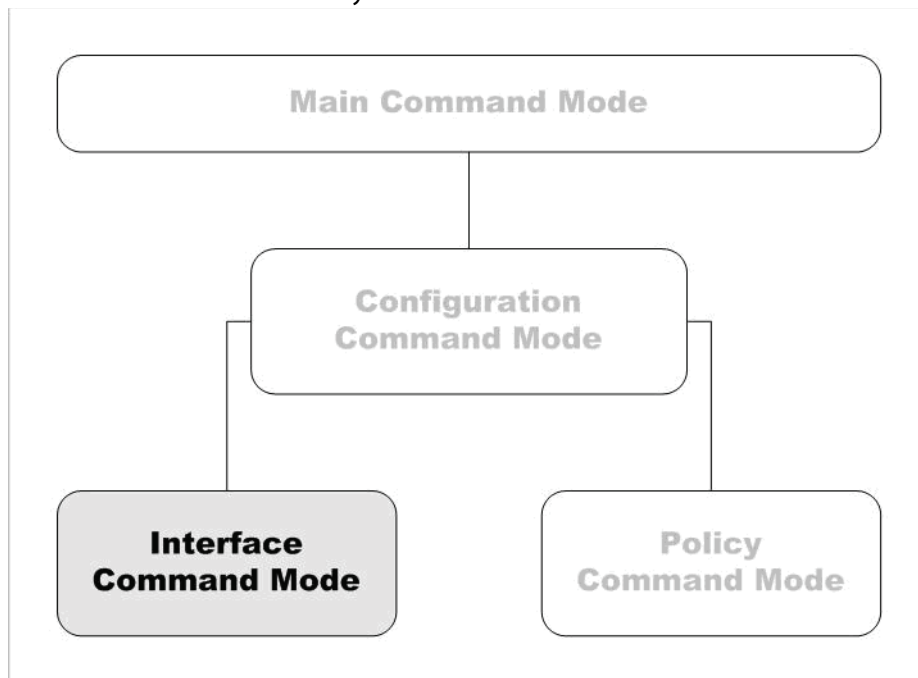 Main Command Mode
Configuration
Command Mode
Interface
Command Mode
Policy
Command Mode